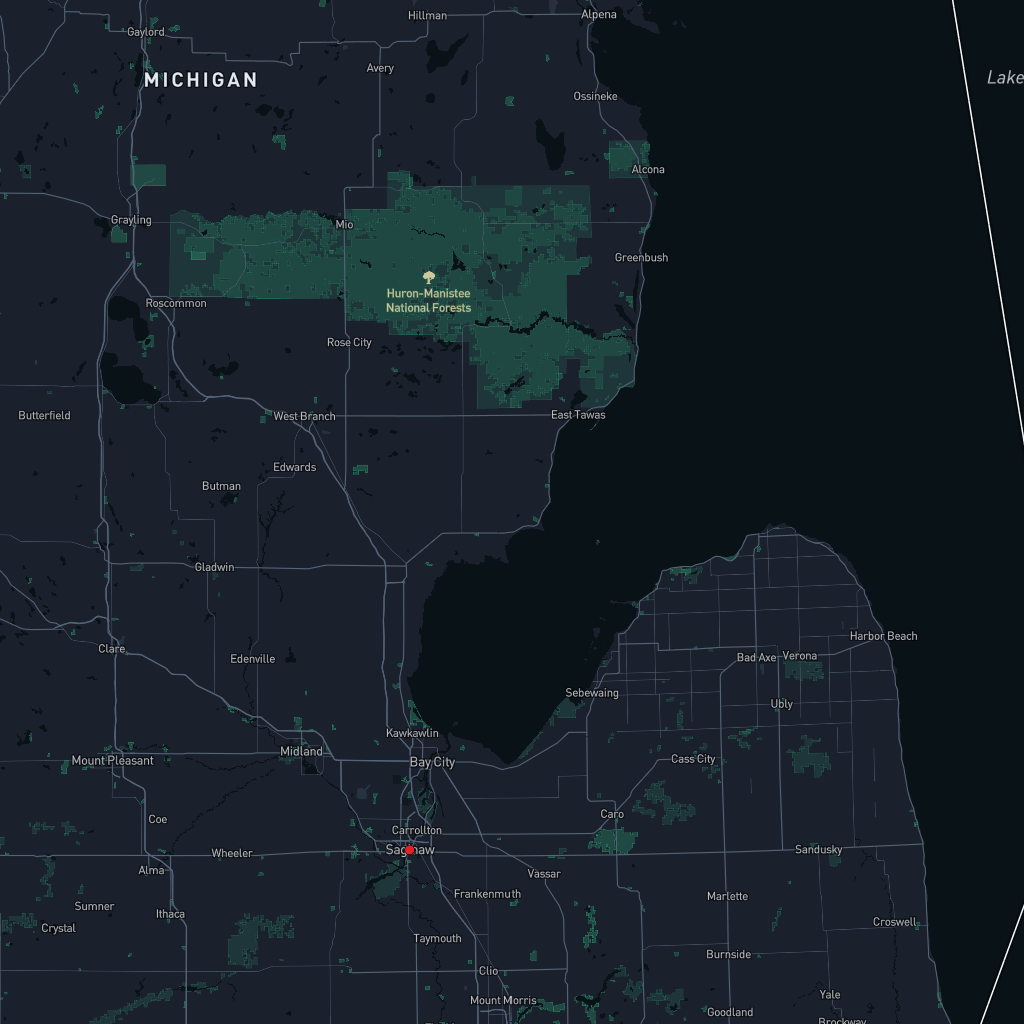 Hillman
Alpena
Gaylord
Avery
MICHIGAN
Lake
Ossineke
Alcona
Grayling
Mio
Greenbush
Huron-Manistee
National Forests
Roscommon
Rose City
Butterfield
West Branch
East Tawas
Edwards
Butman
Gladwin
Harbor Beach
Clare
Edenville
Bad Axe
Verona
Sebewaing
Ubly
Kawkawlin
Midland
Mount Pleasant
Bay City
Cass City
Coe
Caro
Carrollton
Saginaw
Wheeler
Sandusky
Alma
Vassar
Frankenmuth
Marlette
Sumner
Ithaca
Crystal
Croswell
Taymouth
Burnside
Clio
Yale
Mount Morris
Goodland
Brockway